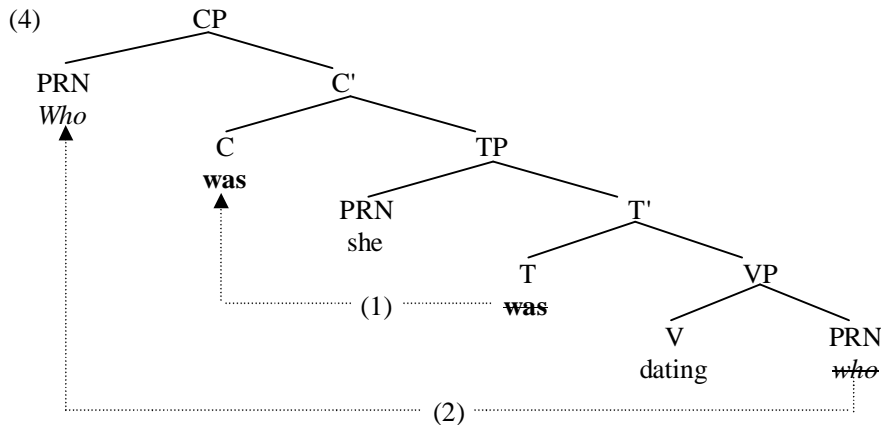 (4) CP
PRN C'
Who
C TP
was
PRN T'
she
T VP
(1) was
V PRN
dating who
(2)